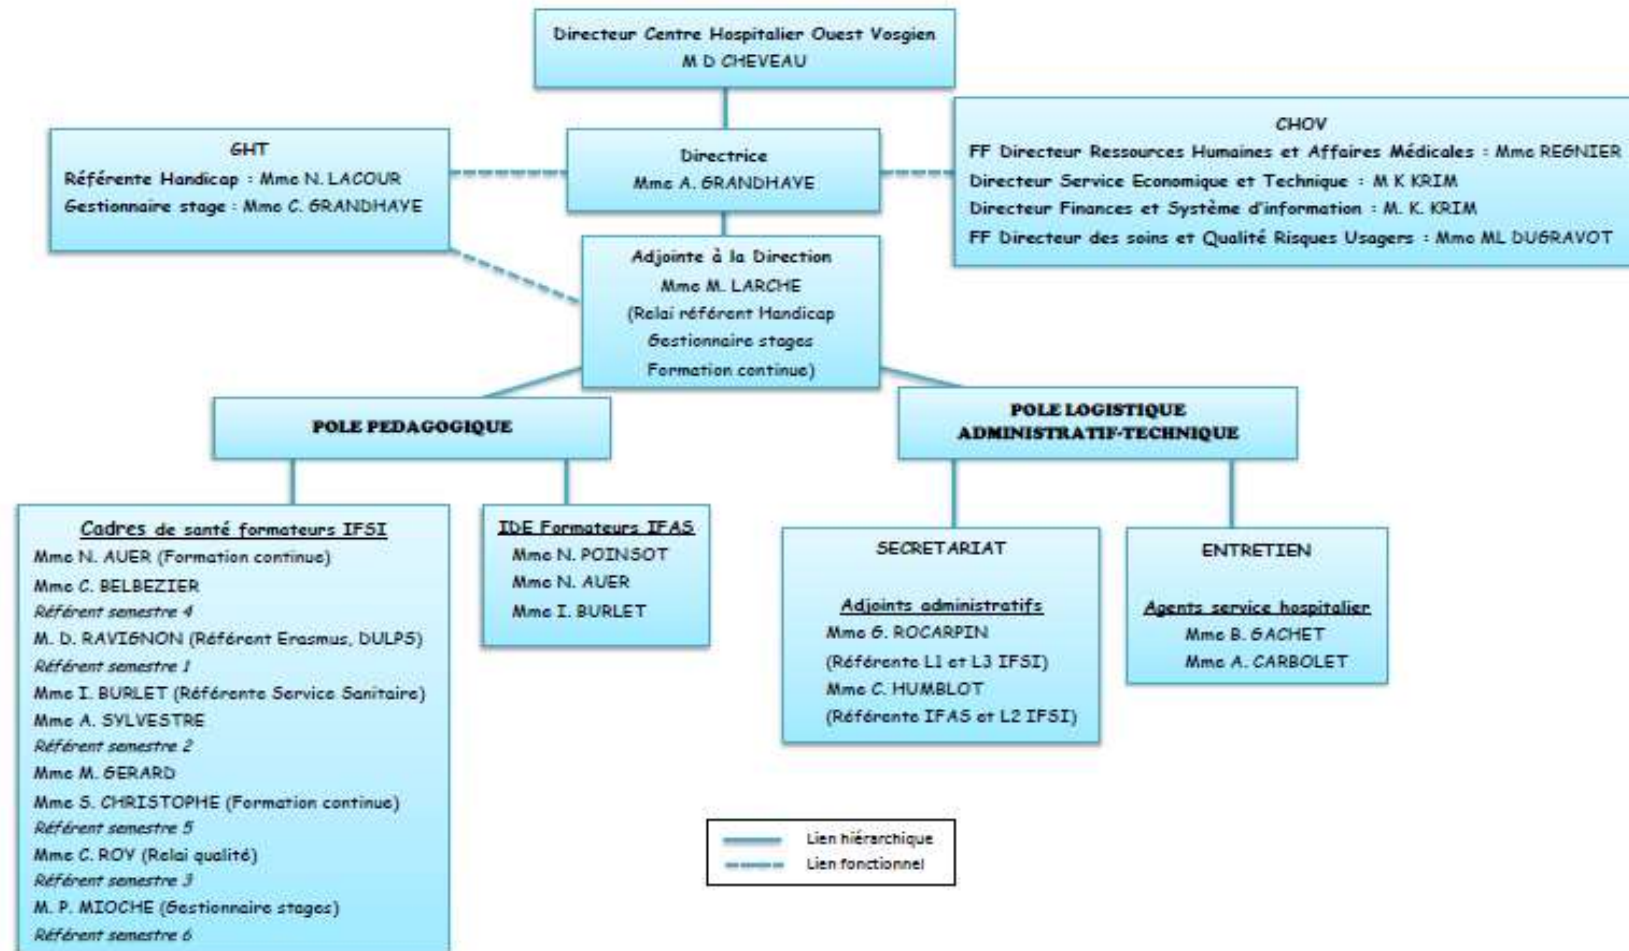 Directeur Centre Hospitalier Ouest Vosgien
M D CHEVEAU
GHT
Référente Handicap : Mme N. LACOUR
Gestionnaire stage : Mme C. GRANDHAYE
Directrice
Mme A. GRANDHAYE
CHOV
FF Directeur Ressources Humaines et Affaires Médicales : Mme REGNIER
Directeur Service Economique et Technique : M K KRIM
Directeur Finances et Système d'information : M. K. KRIM
FF Directeur des soins et Qualité Risques Usagers : Mme ML DUGRAVOT
Adjointe à la Direction
Mme M. LARCHE
(Relai référent Handicap
Gestionnaire stages
Formation continue)
POLE PEDAGOGIQUE
POLE LOGISTIQUE
ADMINISTRATIF-TECHNIQUE
Cadres de santé formateurs IFSI
Mme N. AUER (Formation continue)
Mme C. BELBEZIER
Référent semestre 4
M. D. RAVIGNON (Référent Erasmus, DULPS)
Référent semestre 1
Mme I. BURLET (Référente Service Sanitaire)
Mme A. SYLVESTRE
Référent semestre 2
Mme M. GERARD
Mme S. CHRISTOPHE (Formation continue)
Référent semestre 5
Mme C. ROY (Relai qualité)
Référent semestre 3
M. P. MIOCHE (Gestionnaire stages)
Référent semestre 6
IDE Formateurs IFAS
Mme N. POINSOT
Mme N. AUER
Mme I. BURLET
SECRETARIAT
Adjoints administratifs
Mme G. ROCARPIN
(Référente L1 et L3 IFSI)
Mme C. HUMBLOT
(Référente IFAS et L2 IFSI)
ENTRETIEN
Agents service hospitalier
Mme B. GACHET
Mme A. CARBOLET
Lien hiérarchique
Lien fonctionnel